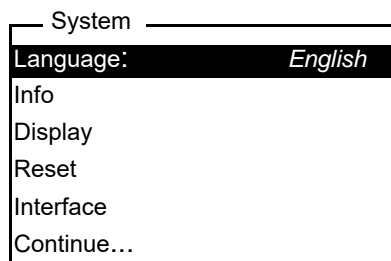 System
Language: English
Info
Display
Reset
Interface
Continue...